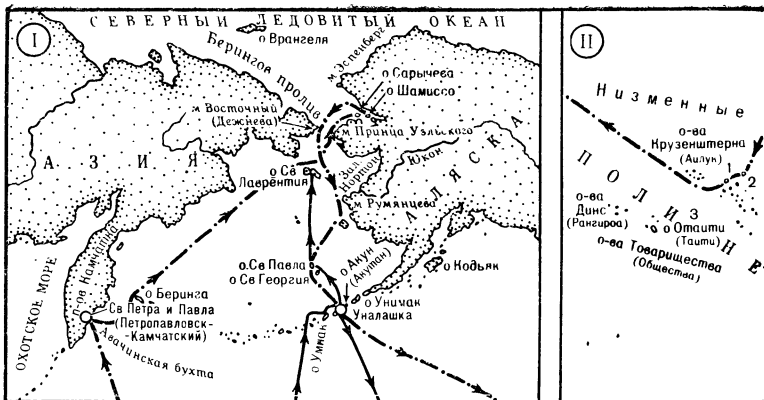 СЕВЕРНЫЙ ЛЕДОВИТЫЙ ОКЕАН
I
о Врангеля
Берингов пролив
м Эспенберг
о Сарычева
о Шамиссо
м Восточный
(Дежнева)
м Принца Уэльского
АЗИЯ
Юкон
Зал.
Нортон
АЛЯСКА
о Св
Лаврентия
м Румянцева
п-ов Камчатка
ОХОТСКОЕ МОРЕ
о.Св Павла
о Св Георгия
о Акун
(Акутан)
о Кодьяк
о Беринга
Св Петра и Павла
(Петропавловск-
-Камчатский)
Авачинская бухта
о Унимак
Уналашка
о Умнак
II
Низменные
о-ва
Крузенштерна
(Аилук)
1
2
ПОЛИ
НЕ
3
о-ва
Динс
(Рангироа)
о Отаити
(Таити)
о-ва Товарищества
(Общества)